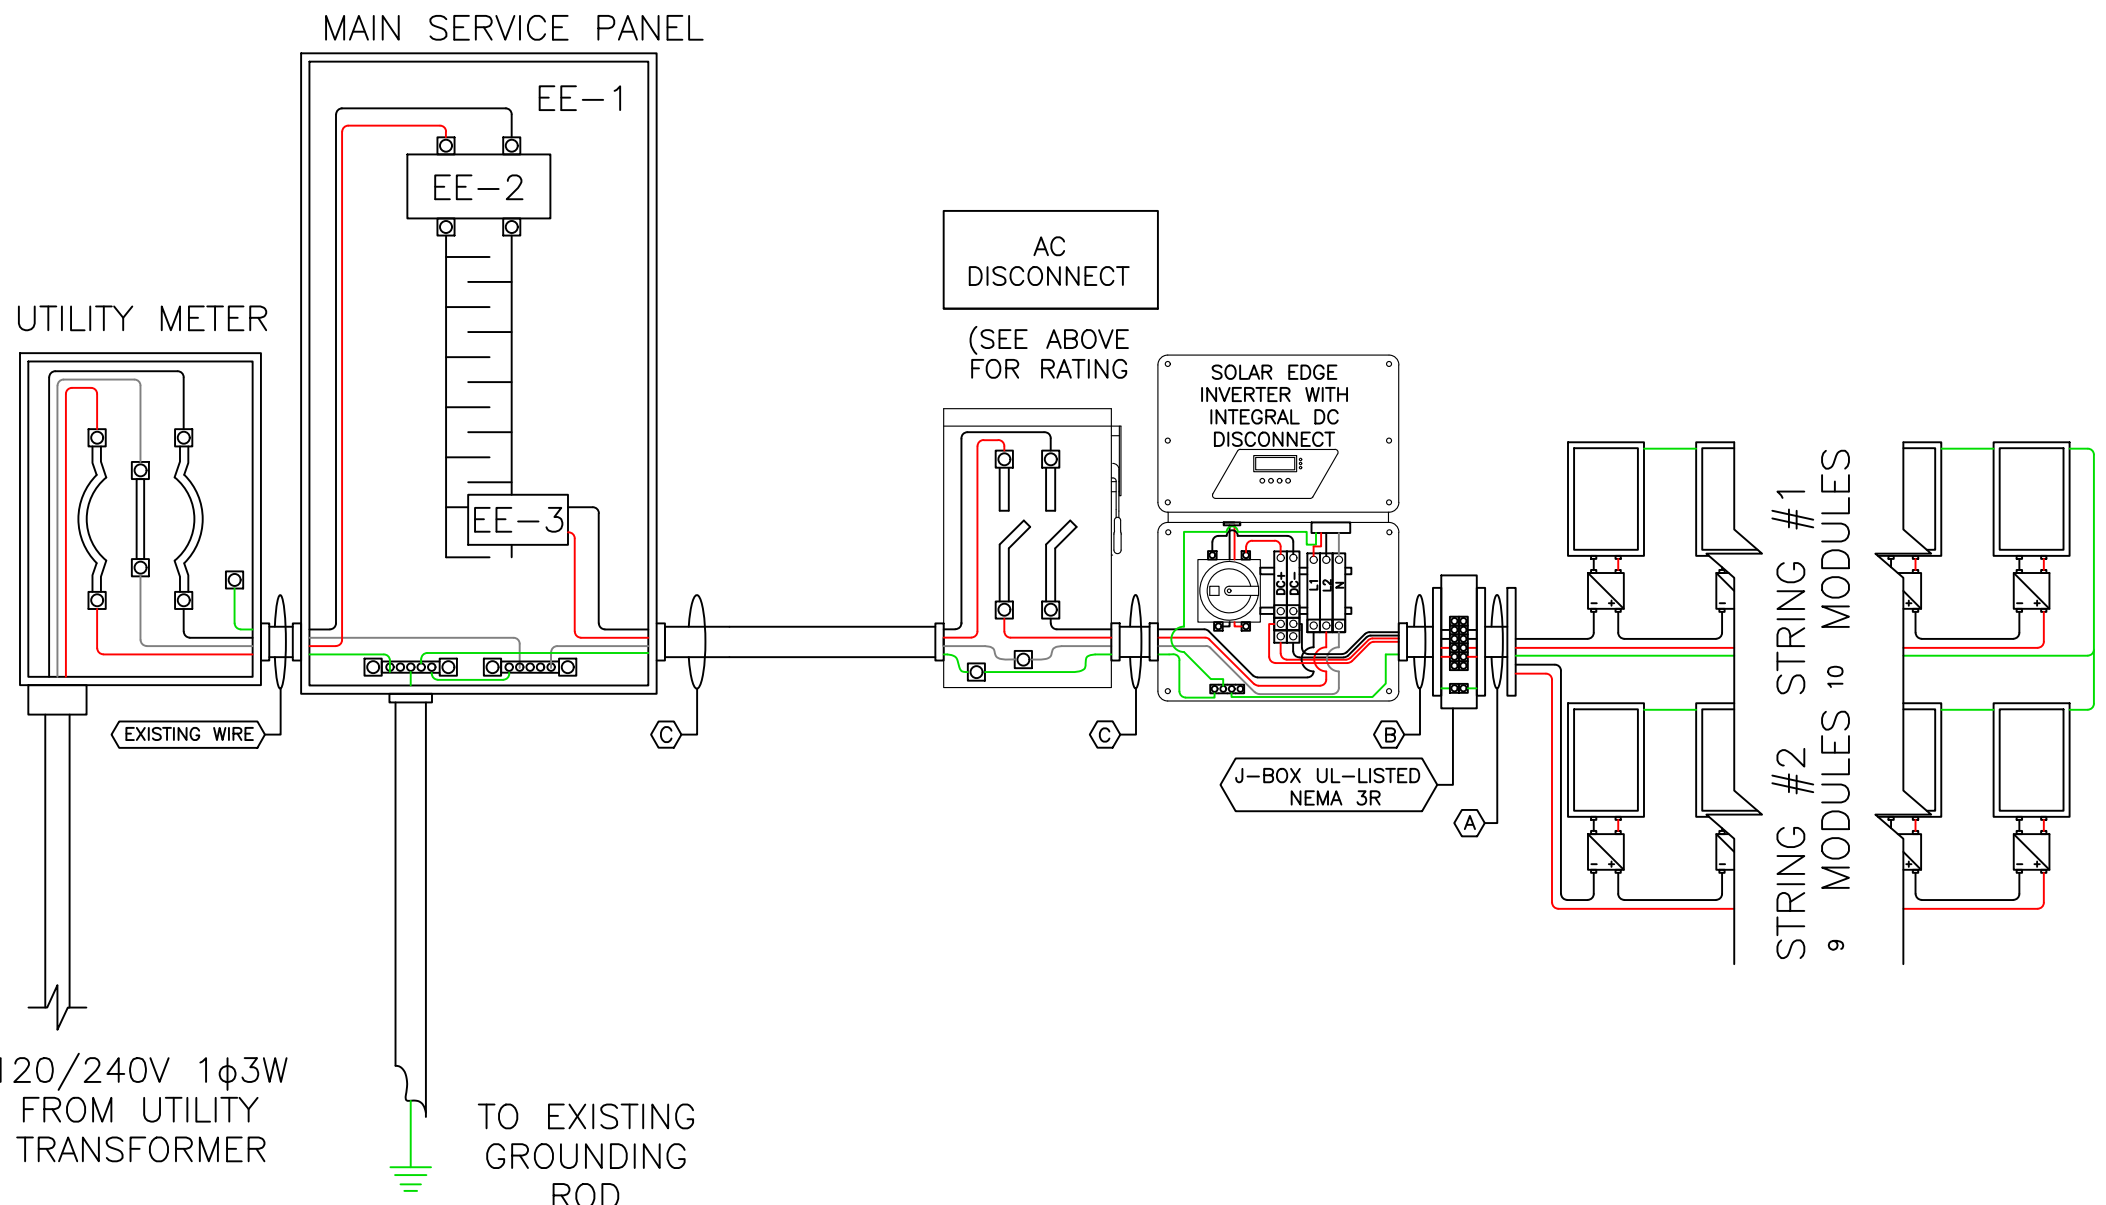 MAIN SERVICE PANEL
EE-1
EE-2
EE-3
UTILITY METER
EXISTING WIRE
120/240V 1ϕ3W
FROM UTILITY
TRANSFORMER
TO EXISTING
GROUNDING
ROD
C
AC
DISCONNECT
(SEE ABOVE
FOR RATING
C
SOLAR EDGE
INVERTER WITH
INTEGRAL DC
DISCONNECT
DC+
DC-
L1
L2
N
B
J-BOX UL-LISTED
NEMA 3R
A
- +
-
+
- +
STRING #1
10 MODULES
- +
-
+
- +
STRING #2
9 MODULES